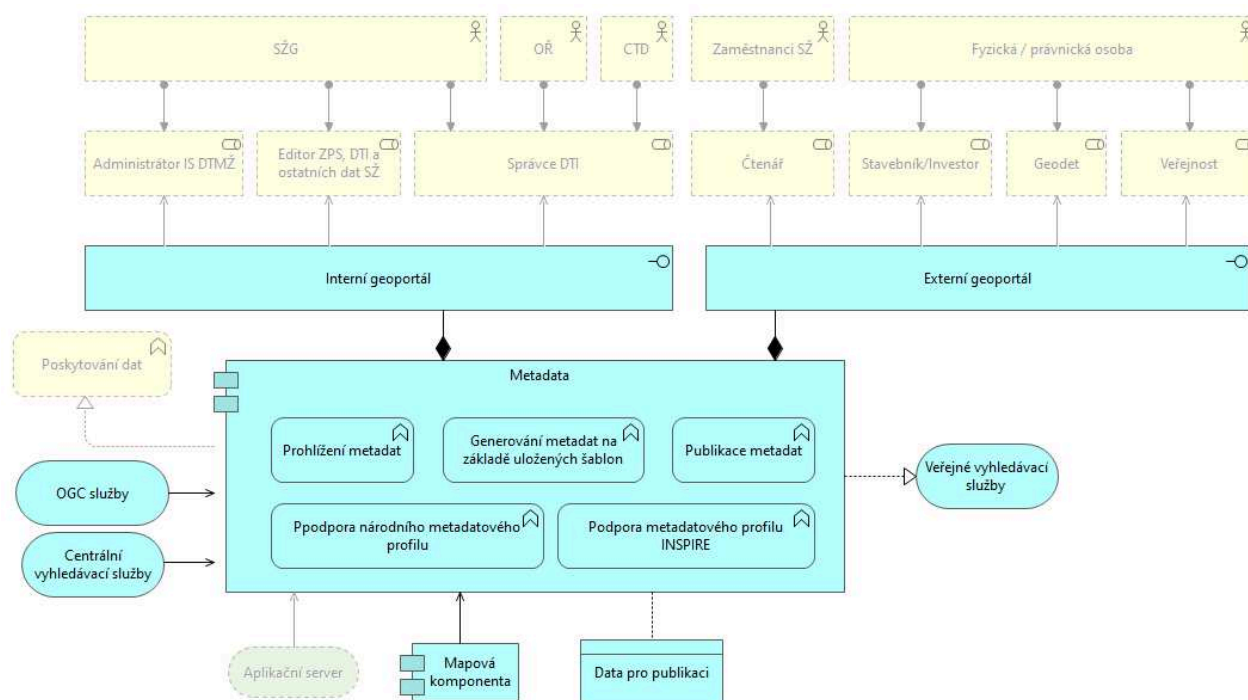 SŽG
OŘ
CTD
Zaměstnanci SŽ
Fyzická / právnická osoba
Administrátor IS DTMŽ
Editor ZPS, DTI a
ostatních dat SŽ
Správce DTI
Čtenář
Stavebník/Investor
Geodet
Veřejnost
Interní geoportál
Externí geoportál
Poskytování dat
Metadata
Prohlížení metadat
Generování metadat na
základě uložených šablon
Publikace metadat
OGC služby
Veřejné vyhledávací
služby
Ppodpora národního metadatového
profilu
Podpora metadatového profilu
INSPIRE
Centrální
vyhledávací služby
Aplikační server
Mapová
komponenta
Data pro publikaci